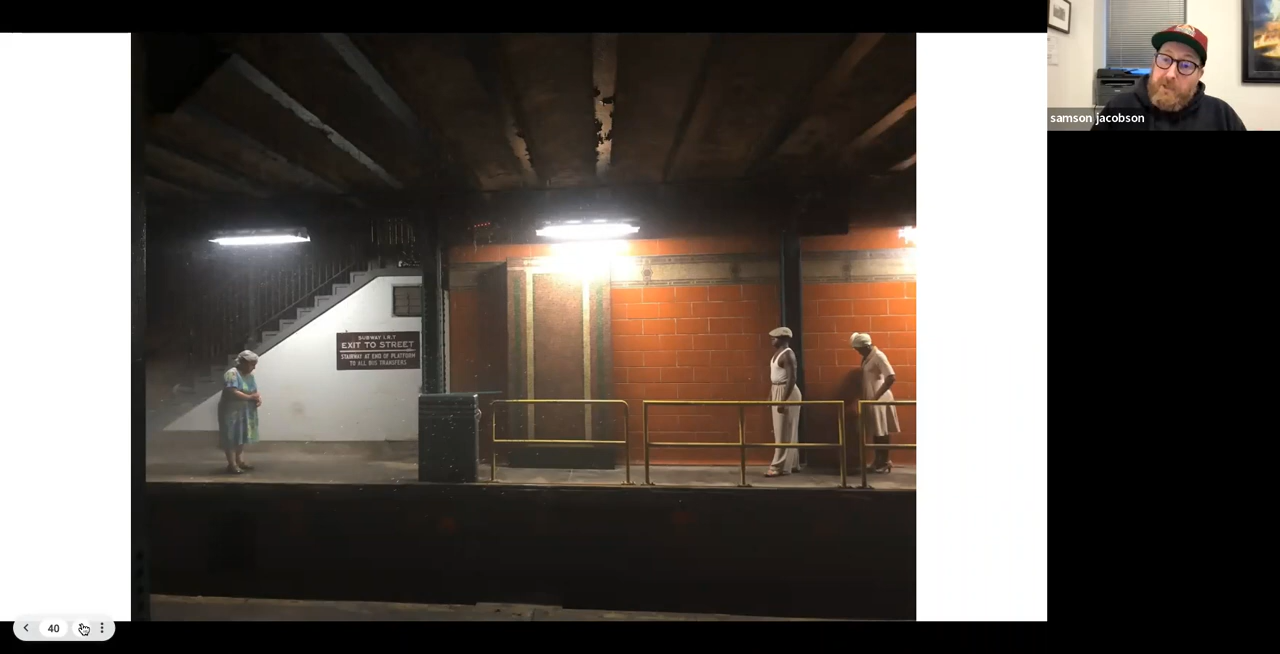 samson jacobson
SUBWAY I.R.T
EXIT TO STREET
STAIRWAY AT END OF PLATFORM
TO ALL BUS TRANSFERS
40